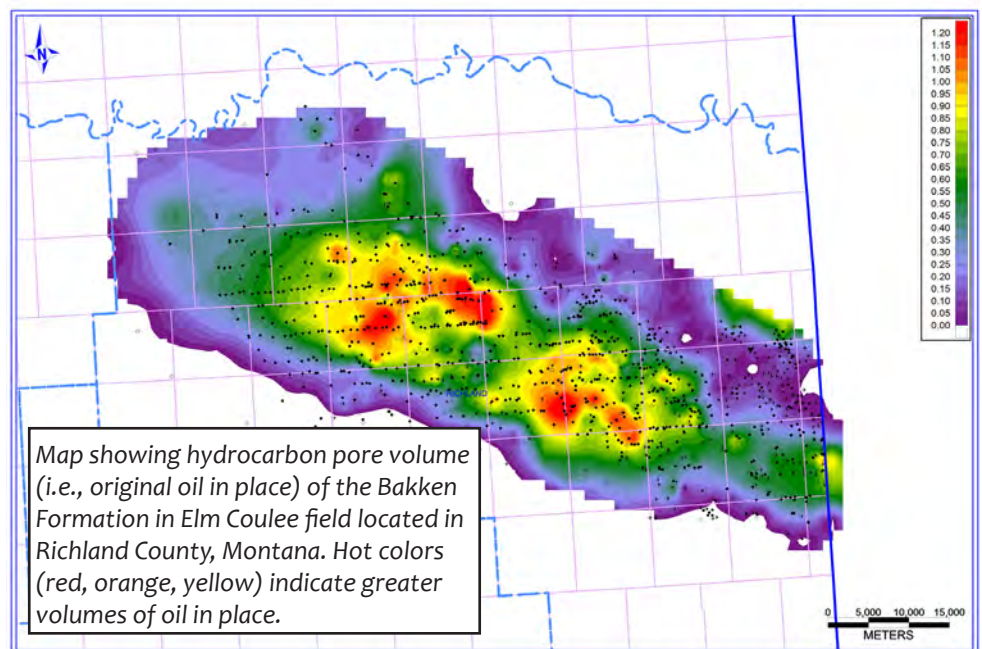 N
1.20
1.15
1.10
1.05
1.00
0.95
0.90
0.85
0.80
0.75
0.70
0.65
0.60
0.55
0.50
0.45
0.40
0.35
0.30
0.25
0.20
0.15
0.10
0.05
0.00
RICHLAND
Map showing hydrocarbon pore volume
(i.e., original oil in place) of the Bakken
Formation in Elm Coulee field located in
Richland County, Montana. Hot colors
(red, orange, yellow) indicate greater
volumes of oil in place.
0 5,000 10,000 15,000
METERS